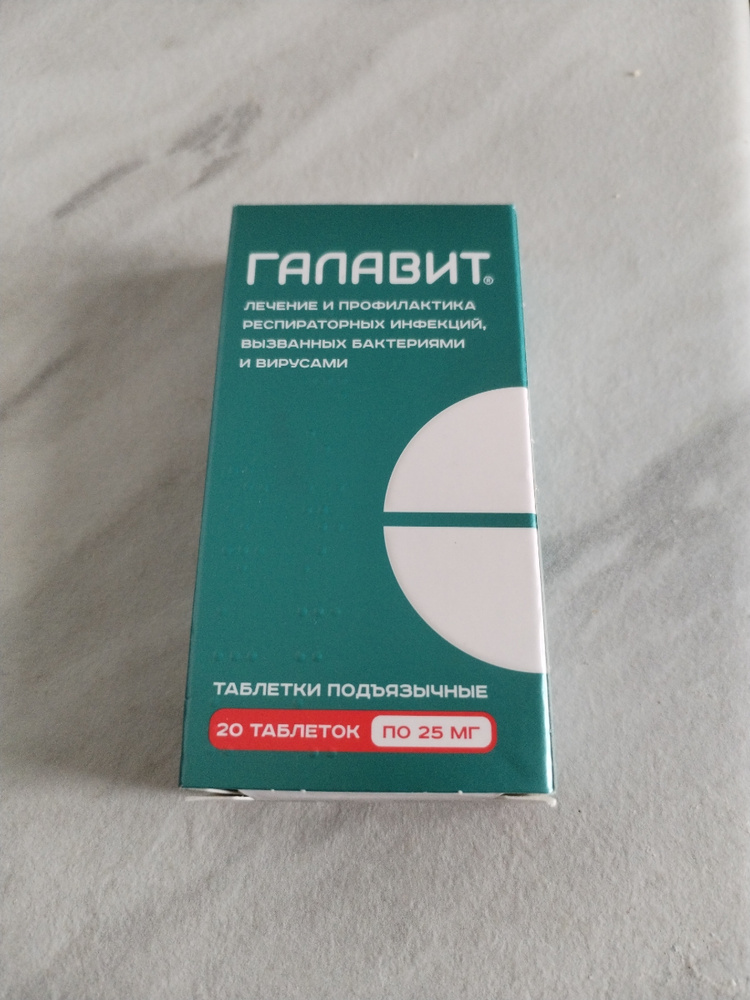 ГАЛАВИТ®
ЛЕЧЕНИЕ И ПРОФИЛАКТИКА
РЕСПИРАТОРНЫХ ИНФЕКЦИЙ,
ВЫЗВАННЫХ БАКТЕРИЯМИ
И ВИРУСАМИ
ТАБЛЕТКИ ПОДЪЯЗЫЧНЫЕ
20 ТАБЛЕТОК ПО 25 МГ